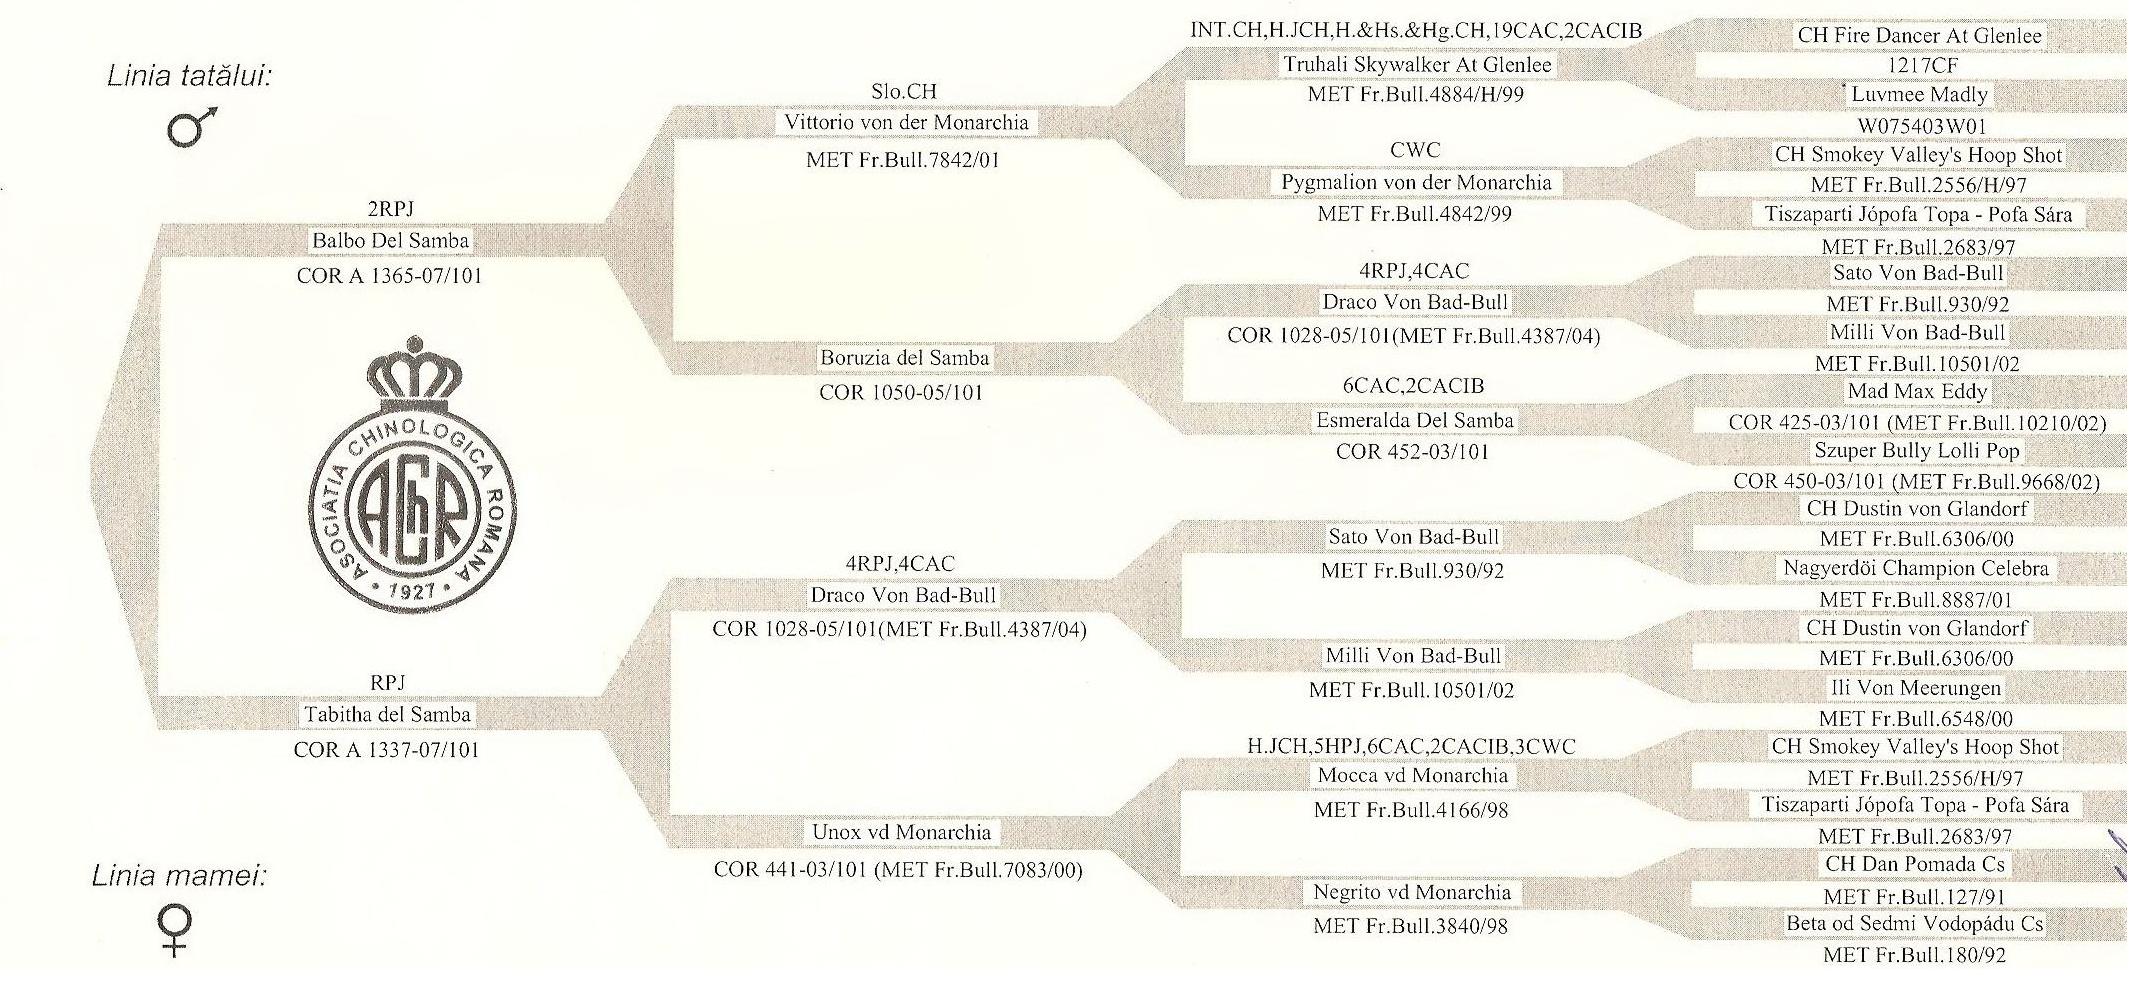 Linia tatălui:
2RPJ
Balbo Del Samba
COR A 1365-07/101
ASOCIATIA CHINOLOGICA ROMANA
AChR
• 1927 •
RPJ
Tabitha del Samba
COR A 1337-07/101
Linia mamei:
Slo.CH
Vittorio von der Monarchia
MET Fr.Bull.7842/01
Boruzia del Samba
COR 1050-05/101
4RPJ,4CAC
Draco Von Bad-Bull
COR 1028-05/101(MET Fr.Bull.4387/04)
Unox vd Monarchia
COR 441-03/101 (MET Fr.Bull.7083/00)
INT.CH,H.JCH,H.&Hs.&Hg.CH,19CAC,2CACIB
Truhali Skywalker At Glenlee
MET Fr.Bull.4884/H/99
CWC
Pygmalion von der Monarchia
MET Fr.Bull.4842/99
4RPJ,4CAC
Draco Von Bad-Bull
COR 1028-05/101(MET Fr.Bull.4387/04)
6CAC,2CACIB
Esmeralda Del Samba
COR 452-03/101
Sato Von Bad-Bull
MET Fr.Bull.930/92
Milli Von Bad-Bull
MET Fr.Bull.10501/02
H.JCH,5HPJ,6CAC,2CACIB,3CWC
Mocca vd Monarchia
MET Fr.Bull.4166/98
Negrito vd Monarchia
MET Fr.Bull.3840/98
CH Fire Dancer At Glenlee
1217CF
Luvmee Madly
W075403W01
CH Smokey Valley's Hoop Shot
MET Fr.Bull.2556/H/97
Tiszaparti Jópofa Topa - Pofa Sára
MET Fr.Bull.2683/97
Sato Von Bad-Bull
MET Fr.Bull.930/92
Milli Von Bad-Bull
MET Fr.Bull.10501/02
Mad Max Eddy
COR 425-03/101 (MET Fr.Bull.10210/02)
Szuper Bully Lolli Pop
COR 450-03/101 (MET Fr.Bull.9668/02)
CH Dustin von Glandorf
MET Fr.Bull.6306/00
Nagyerdöi Champion Celebra
MET Fr.Bull.8887/01
CH Dustin von Glandorf
MET Fr.Bull.6306/00
Ili Von Meerungen
MET Fr.Bull.6548/00
CH Smokey Valley's Hoop Shot
MET Fr.Bull.2556/H/97
Tiszaparti Jópofa Topa - Pofa Sára
MET Fr.Bull.2683/97
CH Dan Pomada Cs
MET Fr.Bull.127/91
Beta od Sedmi Vodopádu Cs
MET Fr.Bull.180/92